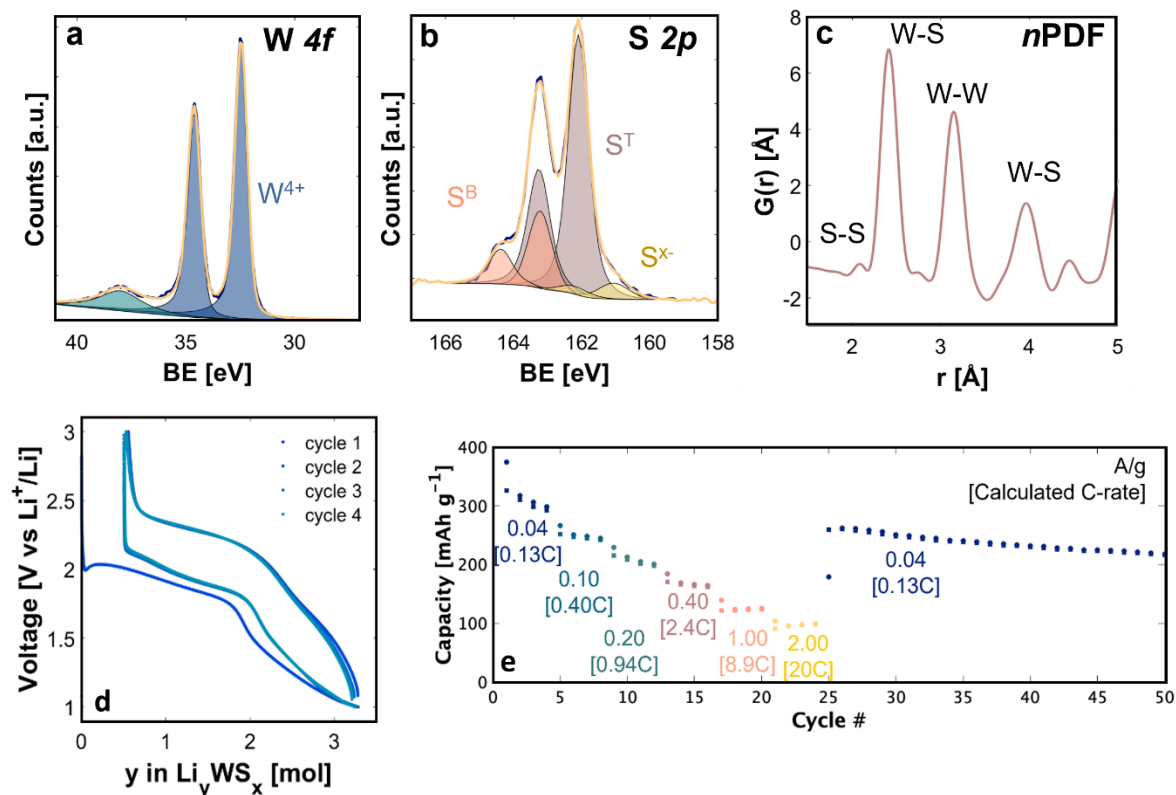 a
W 4f
Counts [a.u.]
W4+
40
35
30
BE [eV]
b
S 2p
Counts [a.u.]
S^T
S^B
S^x-
166
164
162
160
158
BE [eV]
c
nPDF
W-S
W-W
W-S
S-S
G(r) [Å]
8
6
4
2
0
-2
2
3
4
5
r [Å]
Voltage [V vs Li+/Li]
3
2.5
2
1.5
1
cycle 1
cycle 2
cycle 3
cycle 4
d
0
1
2
3
y in LiyWSx [mol]
Capacity [mAh g−1]
400
300
200
100
0
A/g
[Calculated C-rate]
0.04
[0.13C]
0.10
[0.40C]
0.20
[0.94C]
0.40
[2.4C]
1.00
[8.9C]
2.00
[20C]
0.04
[0.13C]
e
0
5
10
15
20
25
30
35
40
45
50
Cycle #